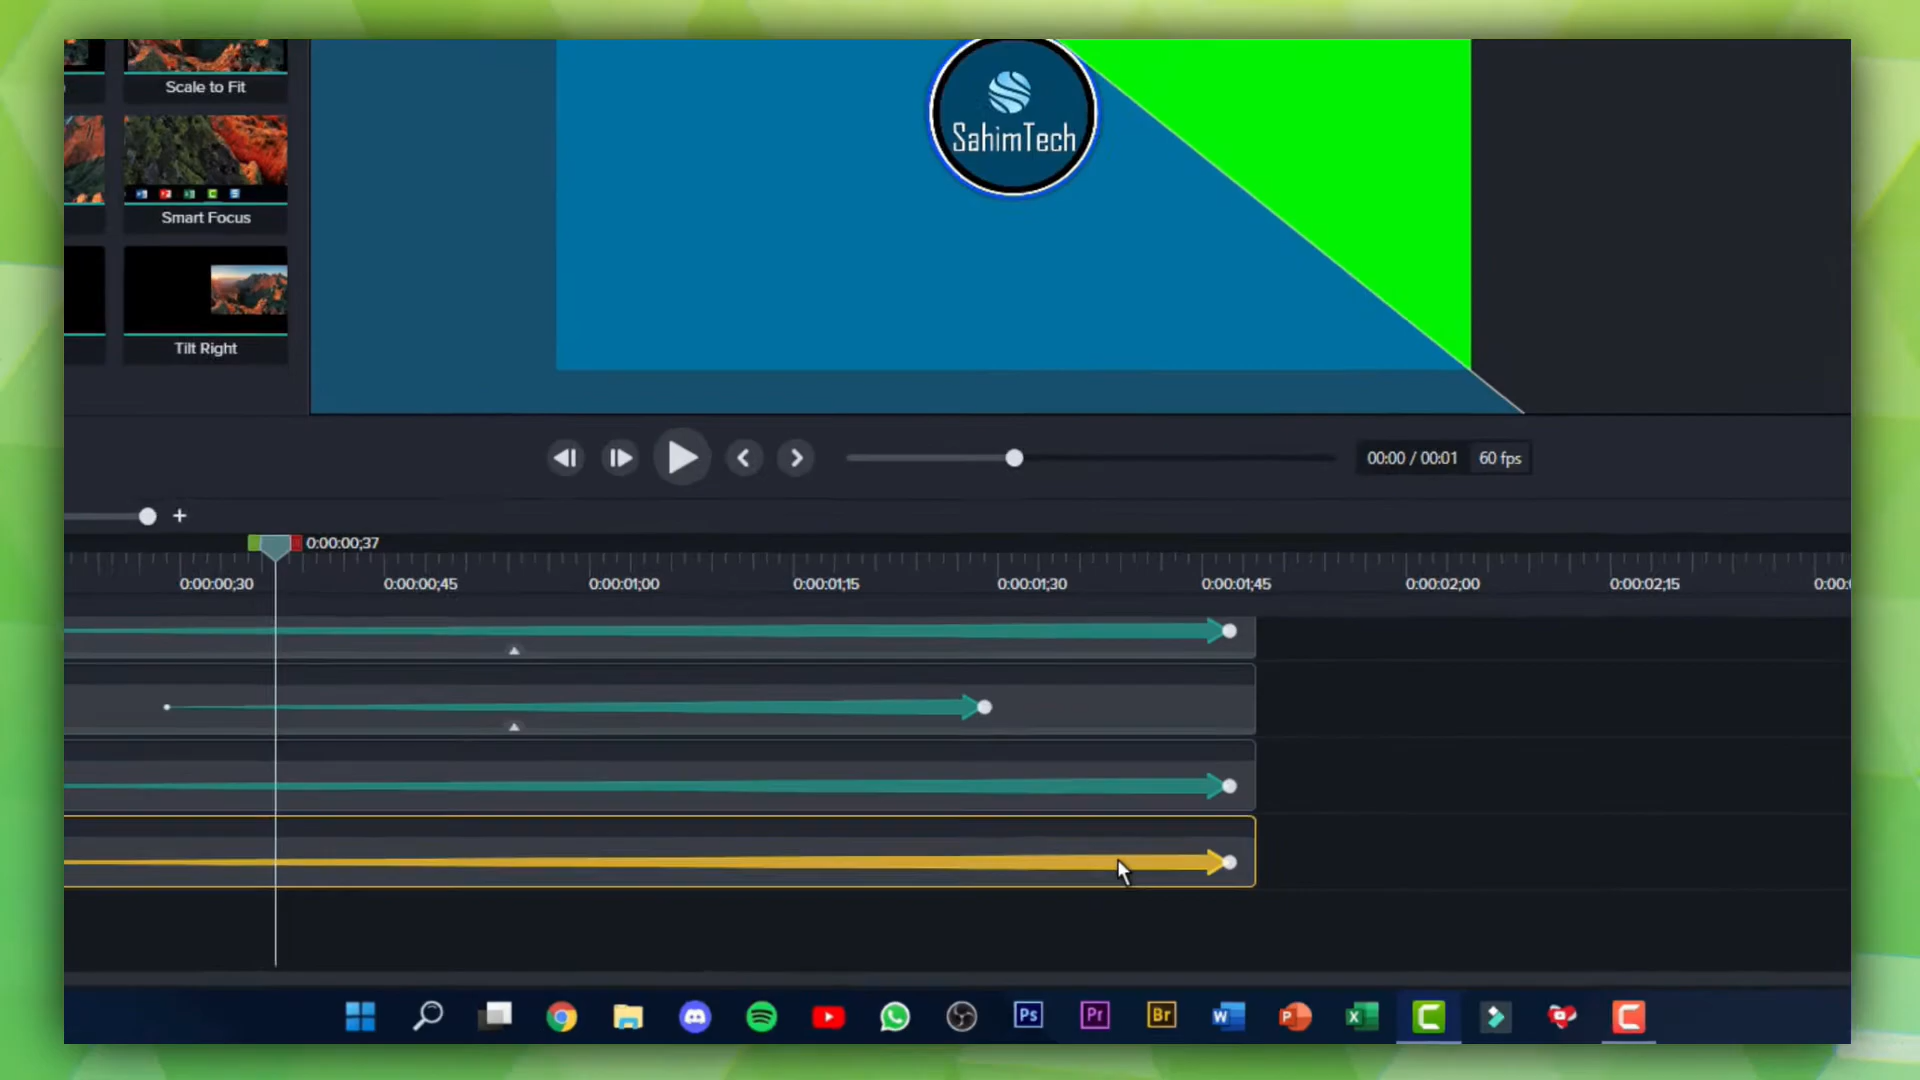 Scale to Fit
Smart Focus
Tilt Right
SahimTech
00:00 / 00:01 60 fps
+
0:00:00;37
0:00:00;30 0:00:00;45 0:00:01;00 0:00:01;15 0:00:01;30 0:00:01;45 0:00:02;00 0:00:02;15
Ps Pr Br W P X